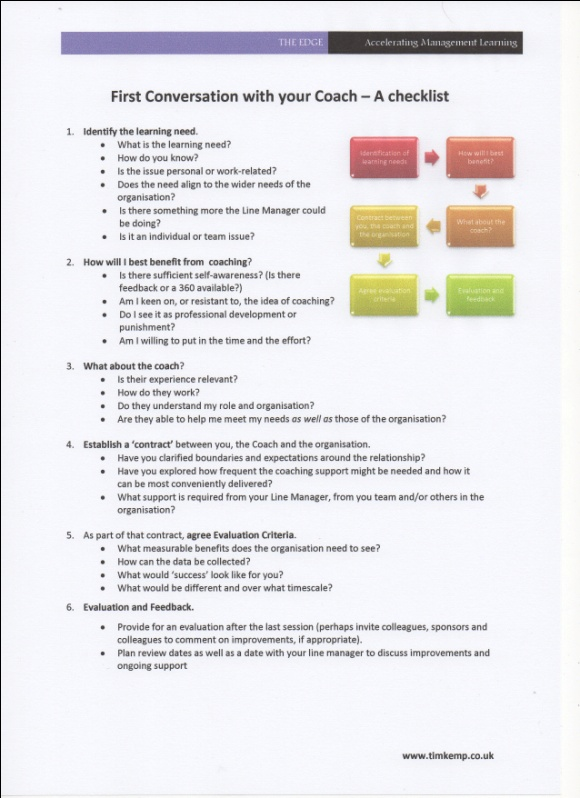 THE EDGE
Accelerating Management Learning
First Conversation with your Coach – A checklist
1. Identify the learning need.
• What is the learning need?
• How do you know?
• Is the issue personal or work-related?
• Does the need align to the wider needs of the
organisation?
• Is there something more the Line Manager could
be doing?
• Is it an individual or team issue?
Identification of
learning needs
How will I best
benefit?
Contract between
you, the coach and
the organisation
What about the
coach?
Agree evaluation
criteria
Evaluation and
feedback
2. How will I best benefit from coaching?
• Is there sufficient self-awareness? (Is there
feedback or a 360 available?)
• Am I keen on, or resistant to, the idea of coaching?
• Do I see it as professional development or
punishment?
• Am I willing to put in the time and the effort?
3. What about the coach?
• Is their experience relevant?
• How do they work?
• Do they understand my role and organisation?
• Are they able to help me meet my needs as well as those of the organisation?
4. Establish a ‘contract’ between you, the Coach and the organisation.
• Have you clarified boundaries and expectations around the relationship?
• Have you explored how frequent the coaching support might be needed and how it
can be most conveniently delivered?
• What support is required from your Line Manager, from you team and/or others in the
organisation?
5. As part of that contract, agree Evaluation Criteria.
• What measurable benefits does the organisation need to see?
• How can the data be collected?
• What would ‘success’ look like for you?
• What would be different and over what timescale?
6. Evaluation and Feedback.
• Provide for an evaluation after the last session (perhaps invite colleagues, sponsors and
colleagues to comment on improvements, if appropriate).
• Plan review dates as well as a date with your line manager to discuss improvements and
ongoing support
www.timkemp.co.uk